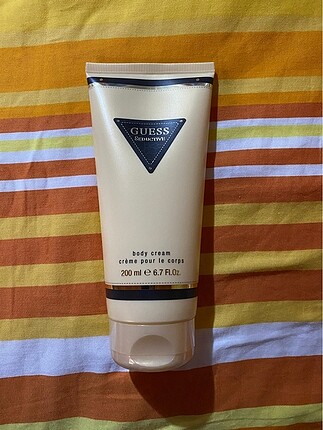 GUESS
SEDUCTIVE
body cream
crème pour le corps
200 ml ℮ 6.7 Fl.Oz.